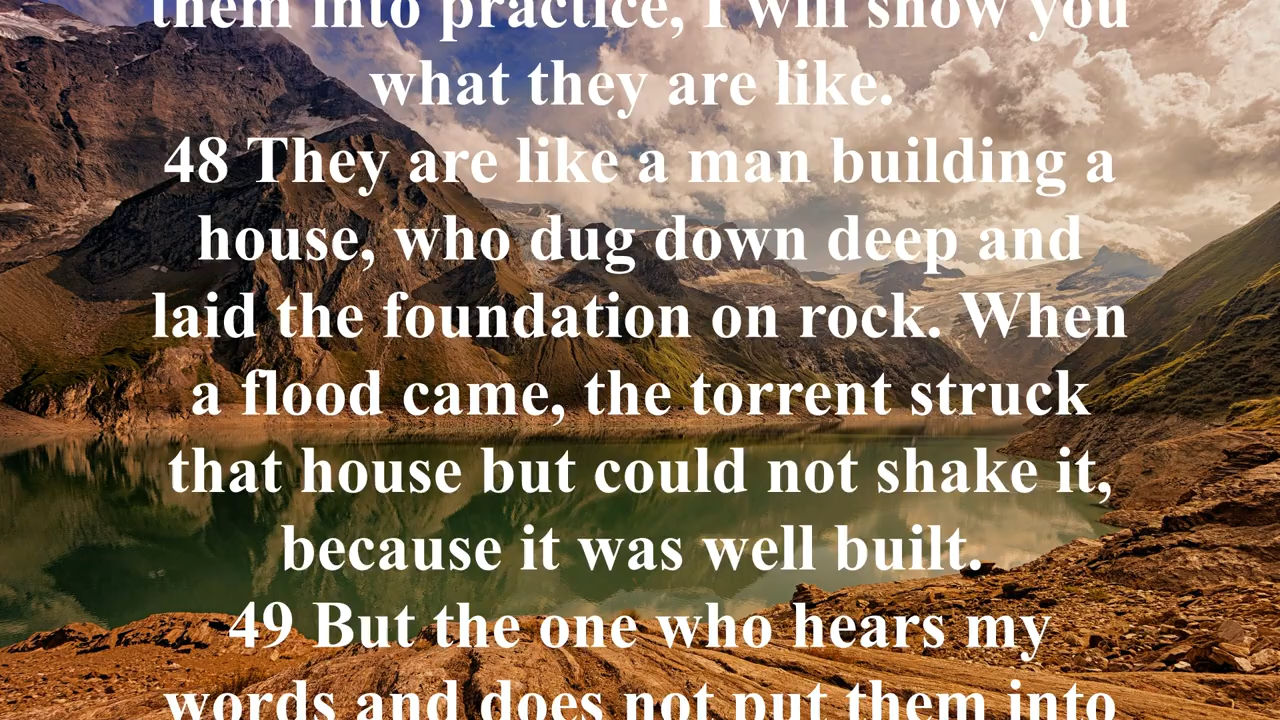 them into practice, I will show you
what they are like.
48 They are like a man building a
house, who dug down deep and
laid the foundation on rock. When
a flood came, the torrent struck
that house but could not shake it,
because it was well built.
49 But the one who hears my
words and does not put them into